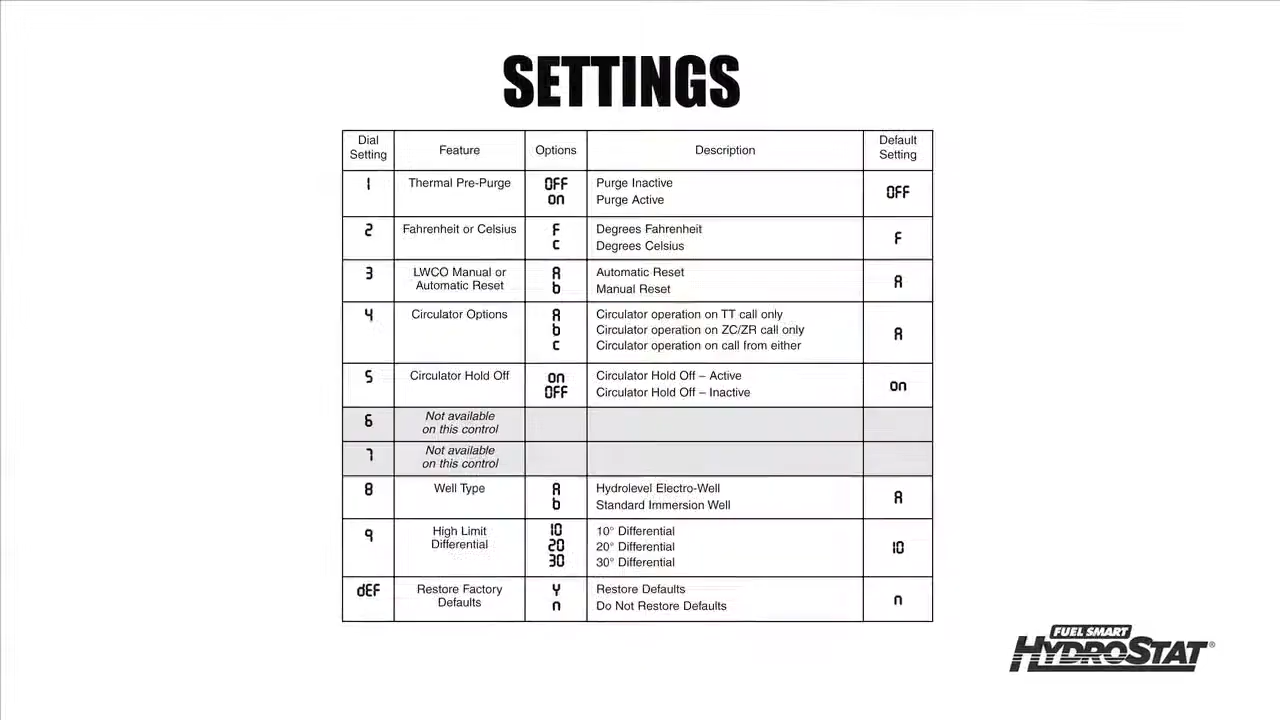 SETTINGS
Dial Setting Feature Options Description Default Setting
1 Thermal Pre-Purge OFF Purge Inactive OFF
on Purge Active
2 Fahrenheit or Celsius F Degrees Fahrenheit F
c Degrees Celsius
3 LWCO Manual or Automatic Reset A Automatic Reset A
b Manual Reset
4 Circulator Options A Circulator operation on TT call only A
b Circulator operation on ZC/ZR call only
c Circulator operation on call from either
5 Circulator Hold Off on Circulator Hold Off – Active on
OFF Circulator Hold Off – Inactive
6 Not available on this control
7 Not available on this control
8 Well Type A Hydrolevel Electro-Well A
b Standard Immersion Well
9 High Limit Differential 10 10° Differential 10
20 20° Differential
30 30° Differential
dEF Restore Factory Defaults Y Restore Defaults n
n Do Not Restore Defaults
FUEL SMART
HYDROSTAT®